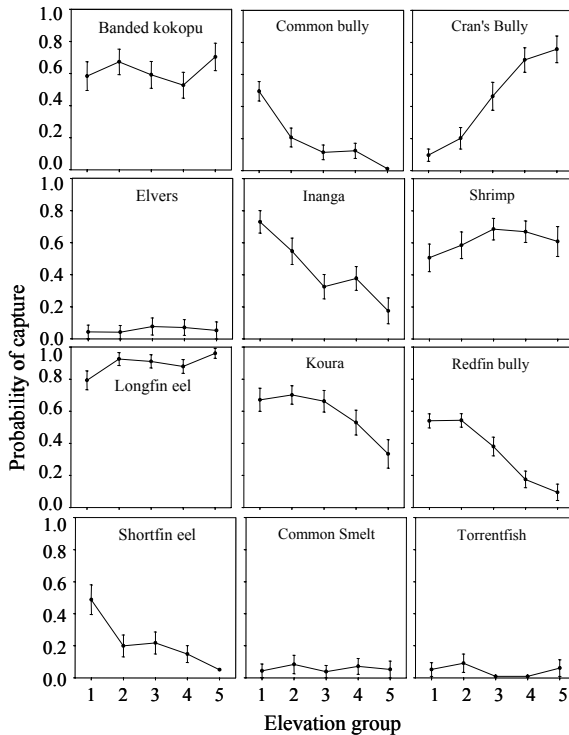 Banded kokopu
Common bully
Cran's Bully
0.8
0.6
0.4
0.2
0.0
Elvers
Inanga
Shrimp
0.8
0.6
0.4
0.2
0.0
Longfin eel
Koura
Redfin bully
1.0
0.8
0.6
0.4
0.2
0.0
Shortfin eel
Common Smelt
Torrentfish
1.0
0.8
0.6
0.4
0.2
0.0
1 2 3 4 5
1 2 3 4 5
1 2 3 4 5
Probability of capture
Elevation group